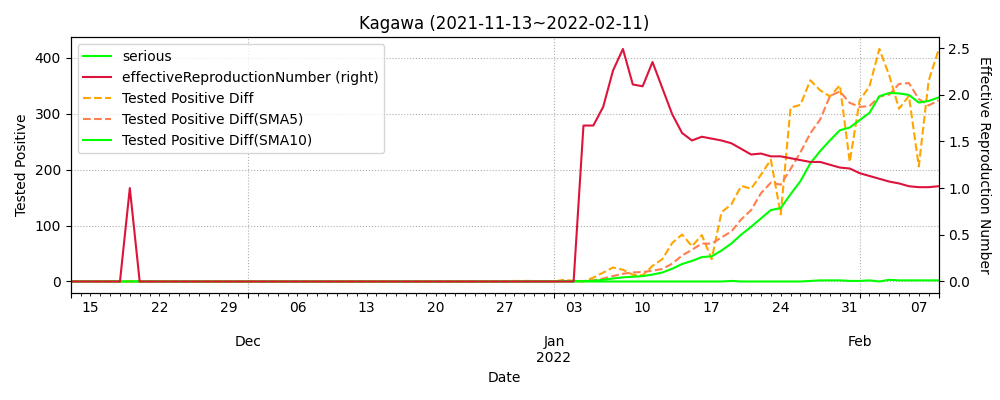 Kagawa (2021-11-13~2022-02-11)
serious
effectiveReproductionNumber (right)
Tested Positive Diff
Tested Positive Diff(SMA5)
Tested Positive Diff(SMA10)
Tested Positive
400
300
200
100
0
Effective Reproduction Number
2.5
2.0
1.5
1.0
0.5
0.0
15 22 29 06 13 20 27 03 10 17 24 31 07
Dec Jan Feb
2022
Date